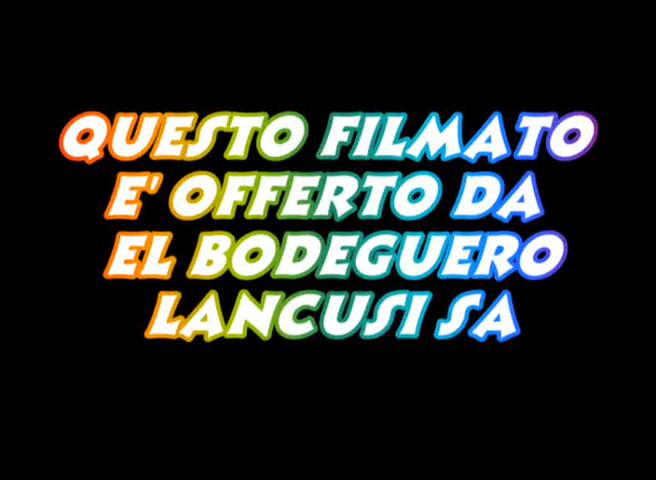 QUESTO FILMATO
E' OFFERTO DA
EL BODEGUERO
LANCUSI SA